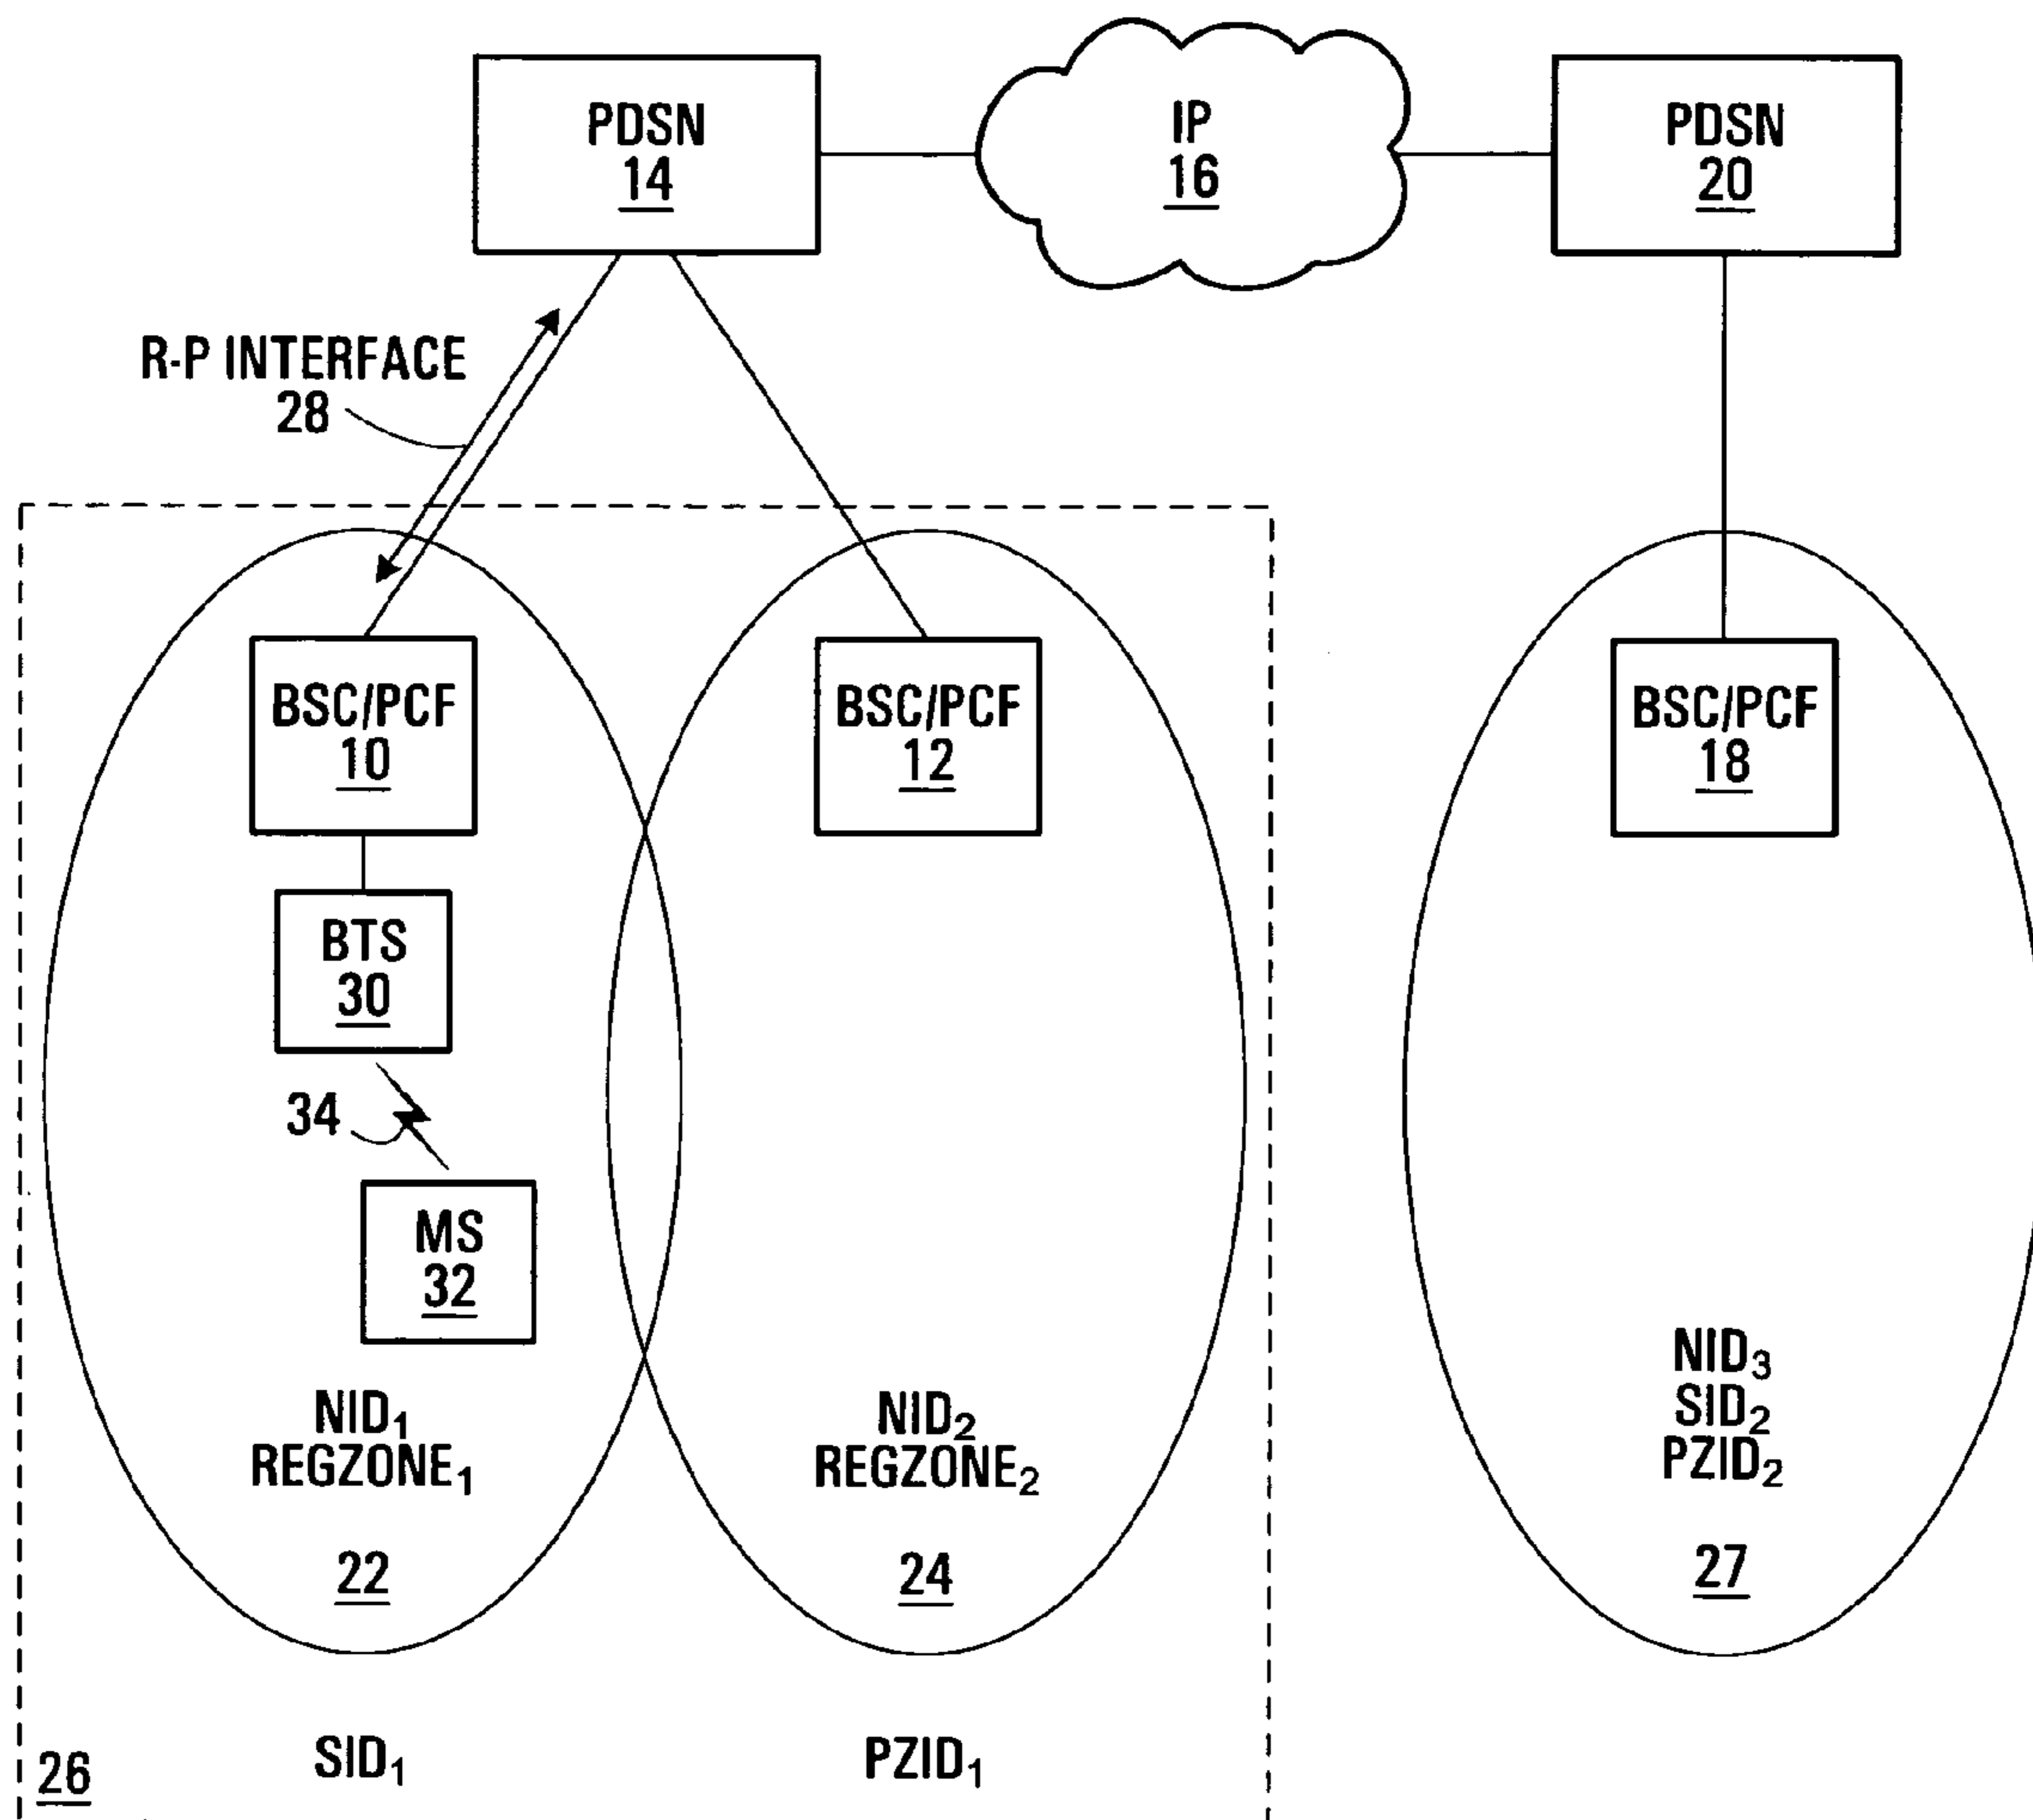 PDSN
14
IP
16
PDSN
20
R-P INTERFACE
28
BSC/PCF
10
BSC/PCF
12
BSC/PCF
18
BTS
30
34
MS
32
NID₁
REGZONE₁
22
NID₂
REGZONE₂
24
NID₃
SID₂
PZID₂
27
26
SID₁
PZID₁